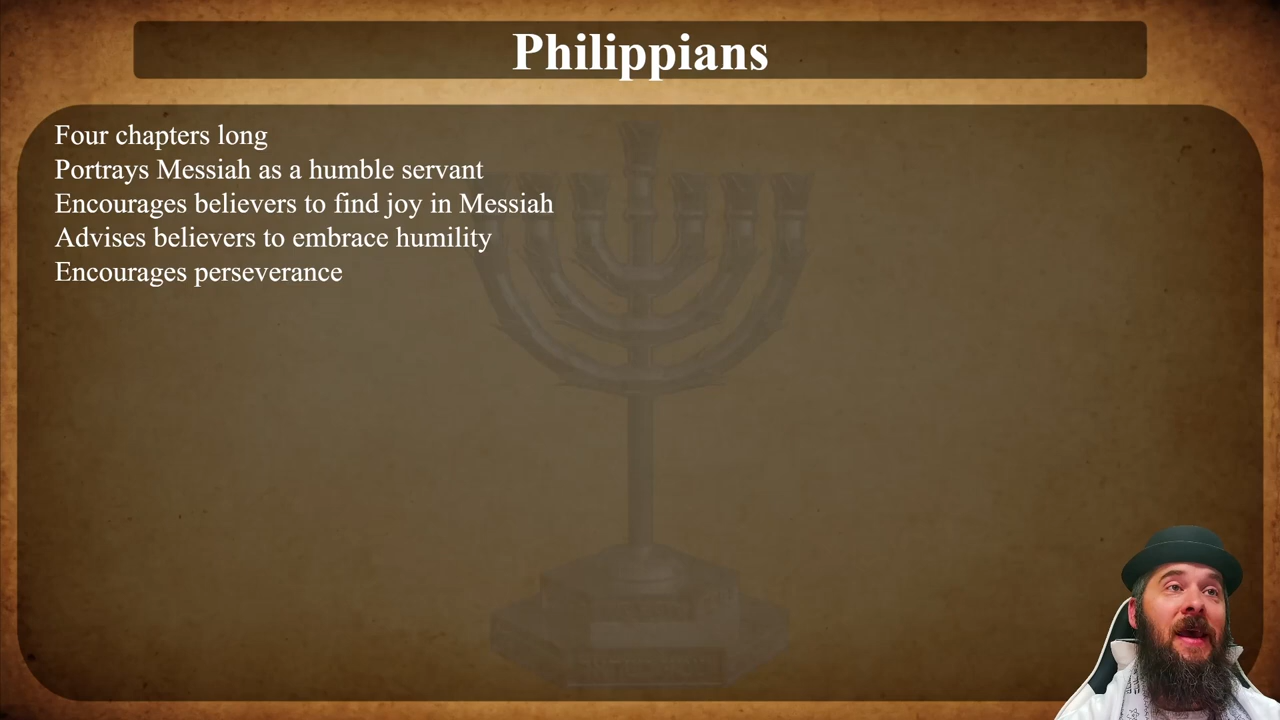 Philippians
Four chapters long
Portrays Messiah as a humble servant
Encourages believers to find joy in Messiah
Advises believers to embrace humility
Encourages perseverance